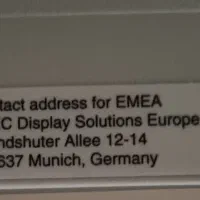 tact address for EMEA
C Display Solutions Europe
ndshuter Allee 12-14
637 Munich, Germany